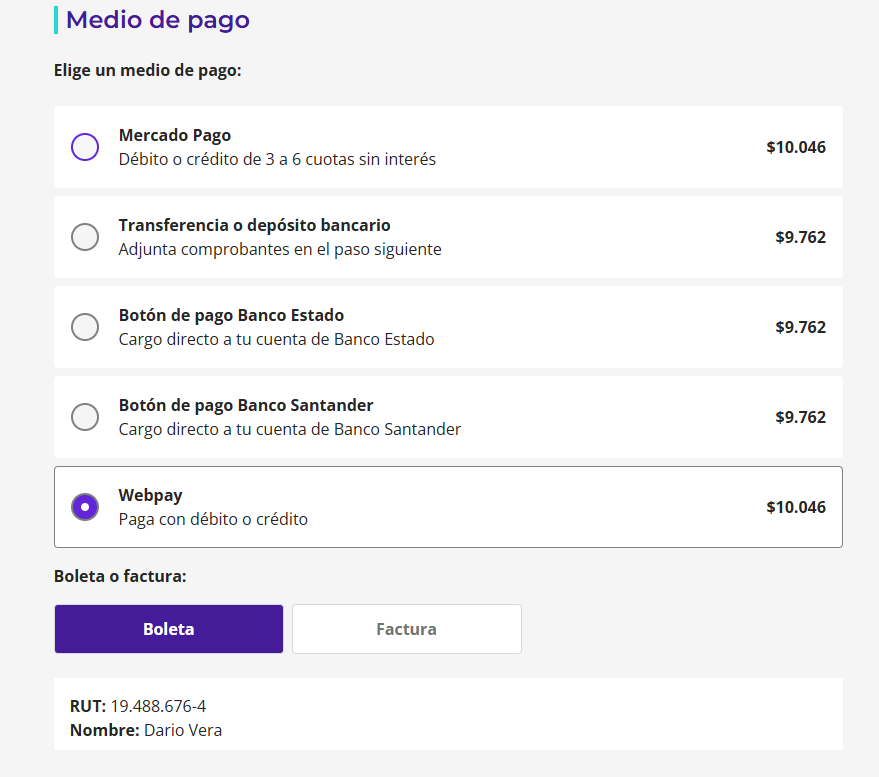 Medio de pago
Elige un medio de pago:
Mercado Pago
Débito o crédito de 3 a 6 cuotas sin interés
$10.046
Transferencia o depósito bancario
Adjunta comprobantes en el paso siguiente
$9.762
Botón de pago Banco Estado
Cargo directo a tu cuenta de Banco Estado
$9.762
Botón de pago Banco Santander
Cargo directo a tu cuenta de Banco Santander
$9.762
Webpay
Paga con débito o crédito
$10.046
Boleta o factura:
Boleta
Factura
RUT: 19.488.676-4
Nombre: Dario Vera